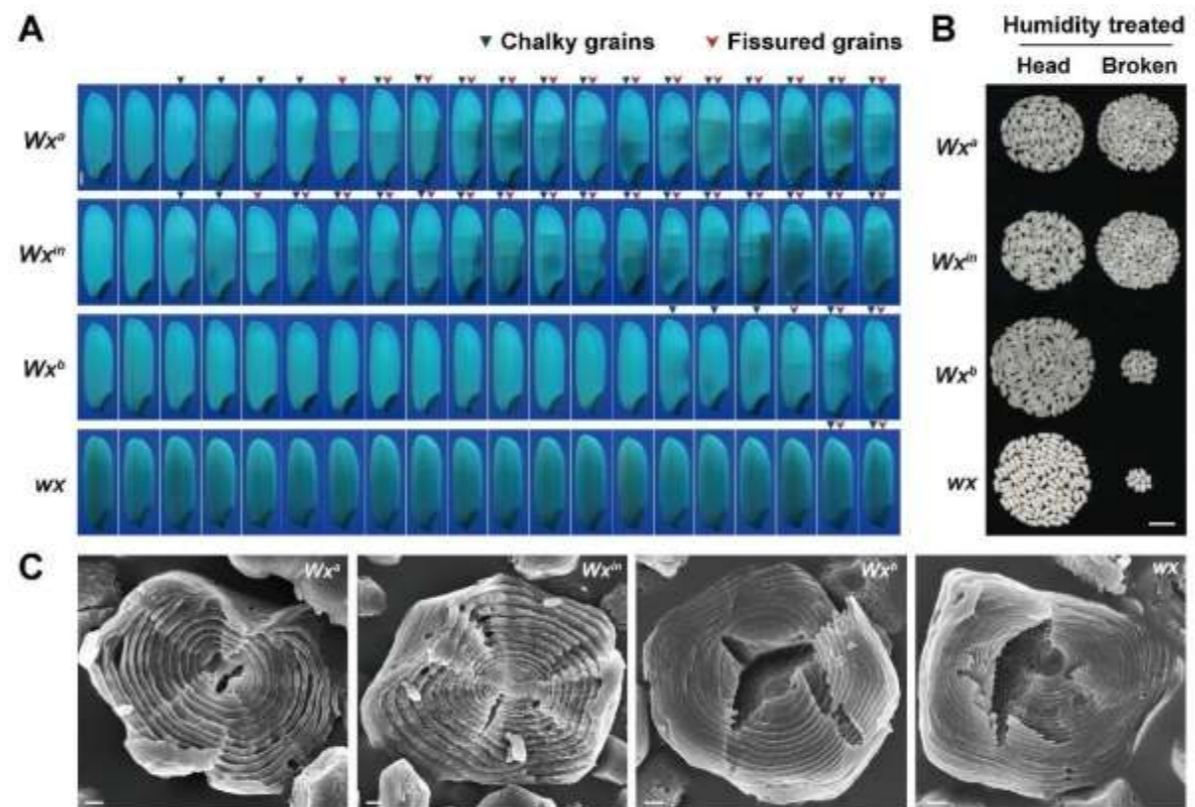 A
▼ Chalky grains
Fissured grains
Wxᵃ
Wxⁱⁿ
Wxᵇ
wx
B
Humidity treated
Head Broken
Wxᵃ
Wxⁱⁿ
Wxᵇ
wx
C
Wxᵃ
Wxⁱⁿ
Wxᵇ
wx